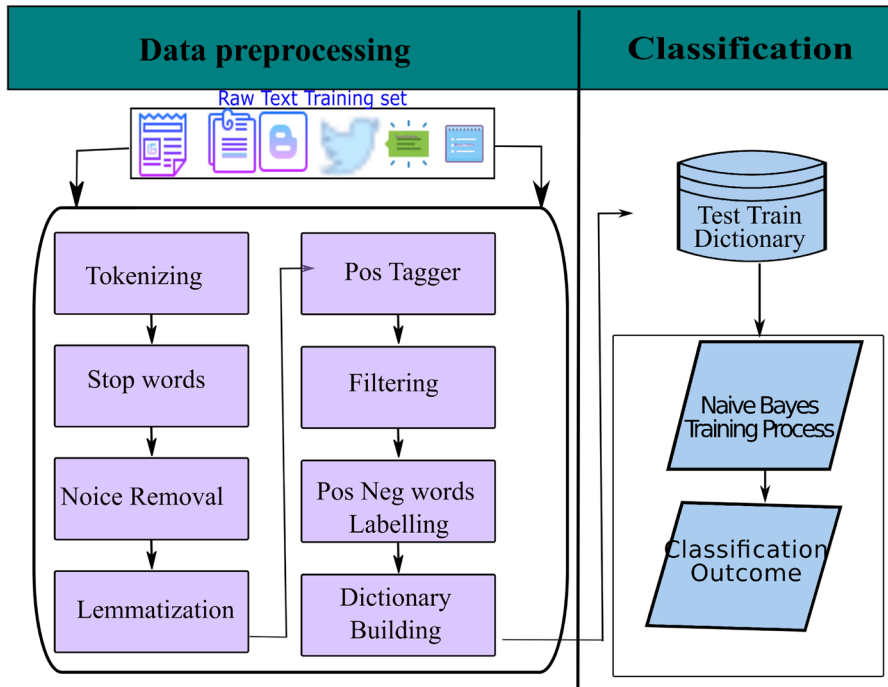 Data preprocessing
Classification
Raw Text Training set
Tokenizing
Stop words
Noice Removal
Lemmatization
Pos Tagger
Filtering
Pos Neg words
Labelling
Dictionary
Building
Test Train
Dictionary
Naive Bayes
Training Process
Classification
Outcome